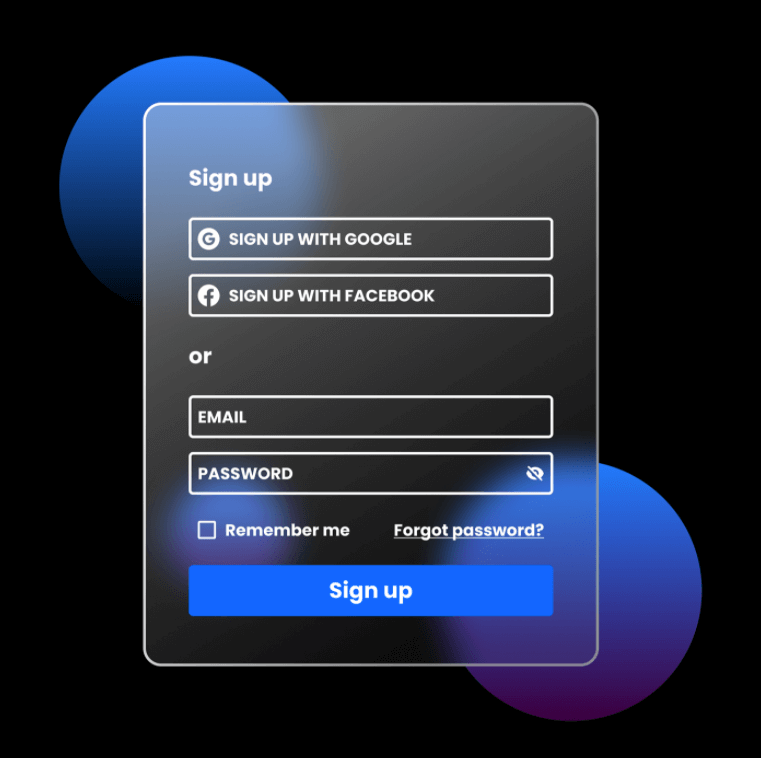 Sign up
G SIGN UP WITH GOOGLE
f SIGN UP WITH FACEBOOK
or
EMAIL
PASSWORD
Remember me Forgot password?
Sign up